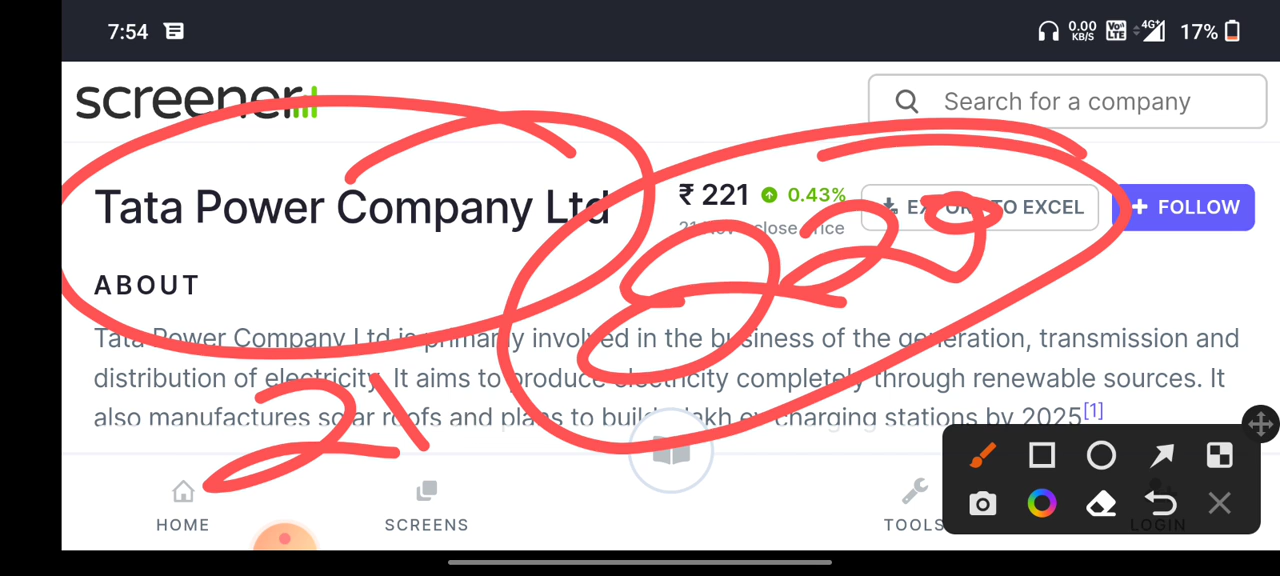 7:54 0.00 KB/S Vo LTE 4G+ 17%
screener Search for a company
Tata Power Company Ltd ₹ 221 0.43% EXPORT TO EXCEL + FOLLOW
close price
ABOUT
Tata Power Company Ltd is primarily involved in the business of the generation, transmission and
distribution of electricity. It aims to produce electricity completely through renewable sources. It
also manufactures solar roofs and plans to build lakh ev charging stations by 2025[1]
21
HOME SCREENS TOOLS LOGIN